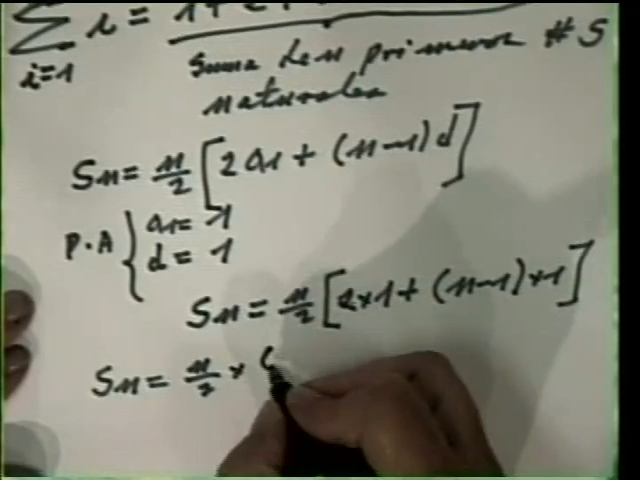 ∑ i = 1+2+
i=1
Suma de n primeros #s
naturales
Sn = n/2 [2a1 + (n-1)d]
P.A { a1 = 1
d = 1
Sn = n/2 [2×1 + (n-1)×1]
Sn = n/2 × (